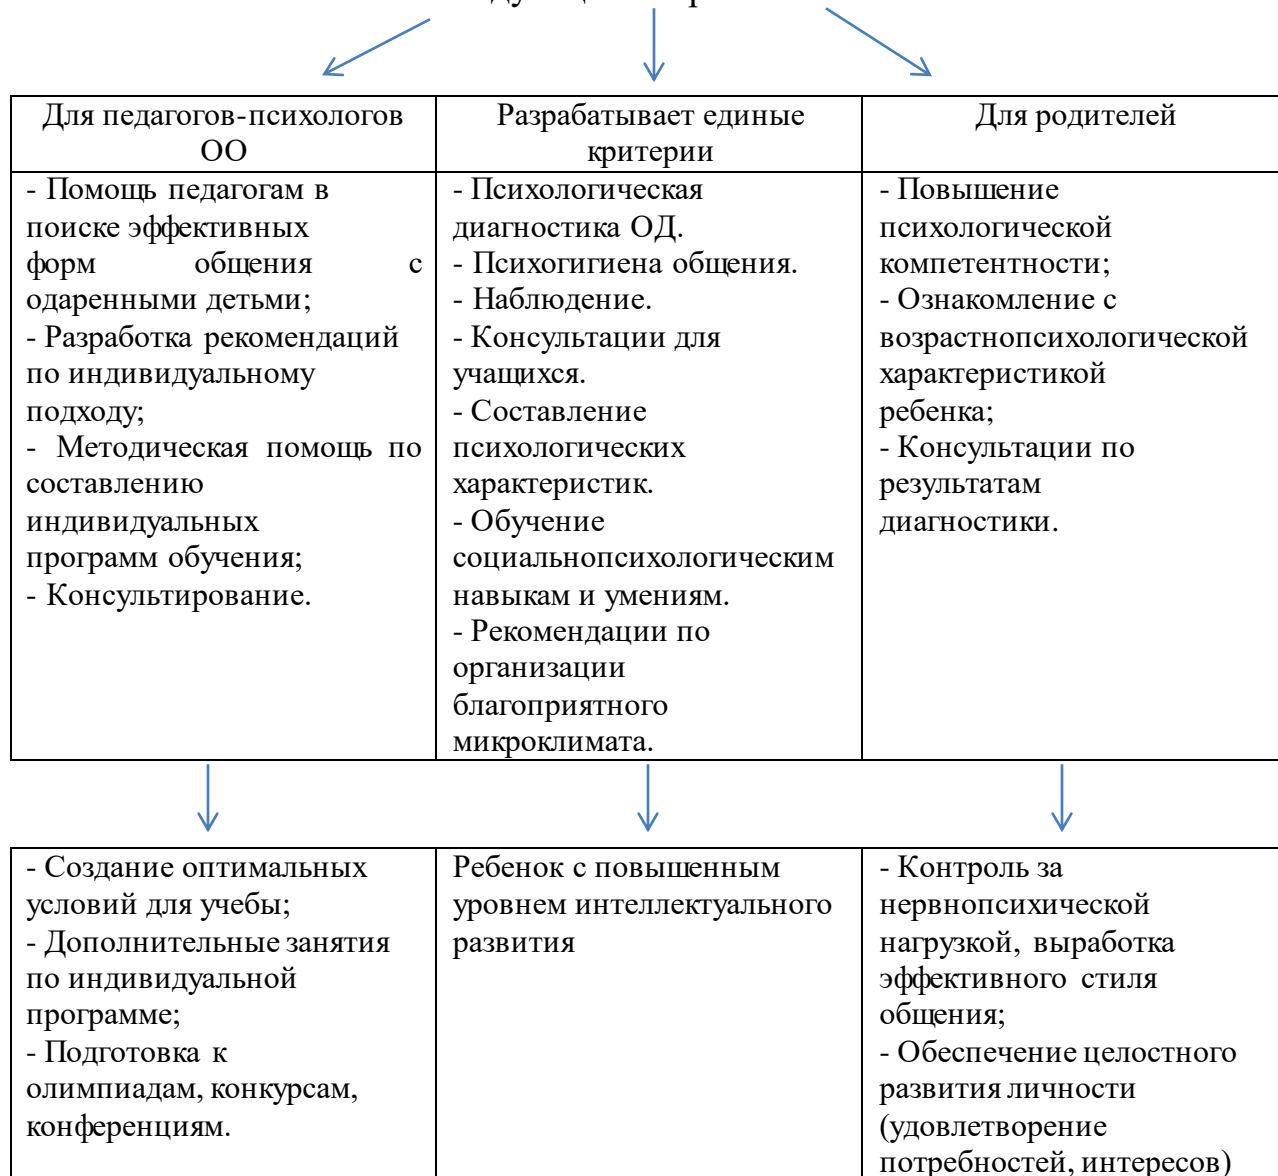 Для педагогов-психологов
ОО
Разрабатывает единые
критерии
Для родителей
- Помощь педагогам в
поиске эффективных
форм общения с
одаренными детьми;
- Разработка рекомендаций
по индивидуальному
подходу;
- Методическая помощь по
составлению
индивидуальных
программ обучения;
- Консультирование.
- Психологическая
диагностика ОД.
- Психогигиена общения.
- Наблюдение.
- Консультации для
учащихся.
- Составление
психологических
характеристик.
- Обучение
социальнопсихологическим
навыкам и умениям.
- Рекомендации по
организации
благоприятного
микроклимата.
- Повышение
психологической
компетентности;
- Ознакомление с
возрастнопсихологической
характеристикой
ребенка;
- Консультации по
результатам
диагностики.
- Создание оптимальных
условий для учебы;
- Дополнительные занятия
по индивидуальной
программе;
- Подготовка к
олимпиадам, конкурсам,
конференциям.
Ребенок с повышенным
уровнем интеллектуального
развития
- Контроль за
нервнопсихической
нагрузкой, выработка
эффективного стиля
общения;
- Обеспечение целостного
развития личности
(удовлетворение
потребностей, интересов)